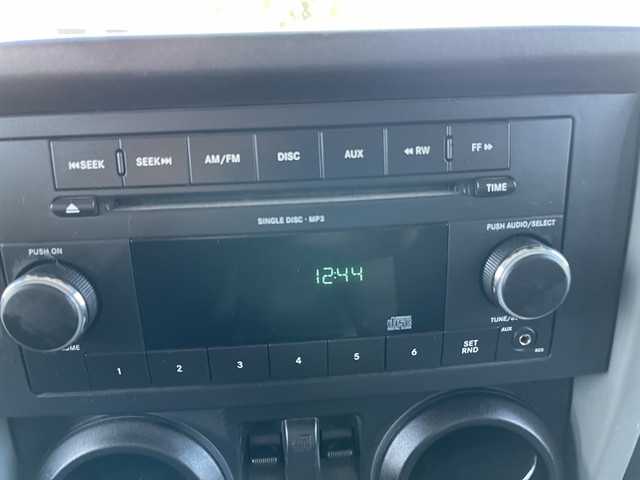 SEEK SEEK AM/FM DISC AUX RW FF
TIME
SINGLE DISC · MP3
PUSH ON
PUSH AUDIO/SELECT
12:44
disc
TUNE/
1 2 3 4 5 6 SET RND
AUX